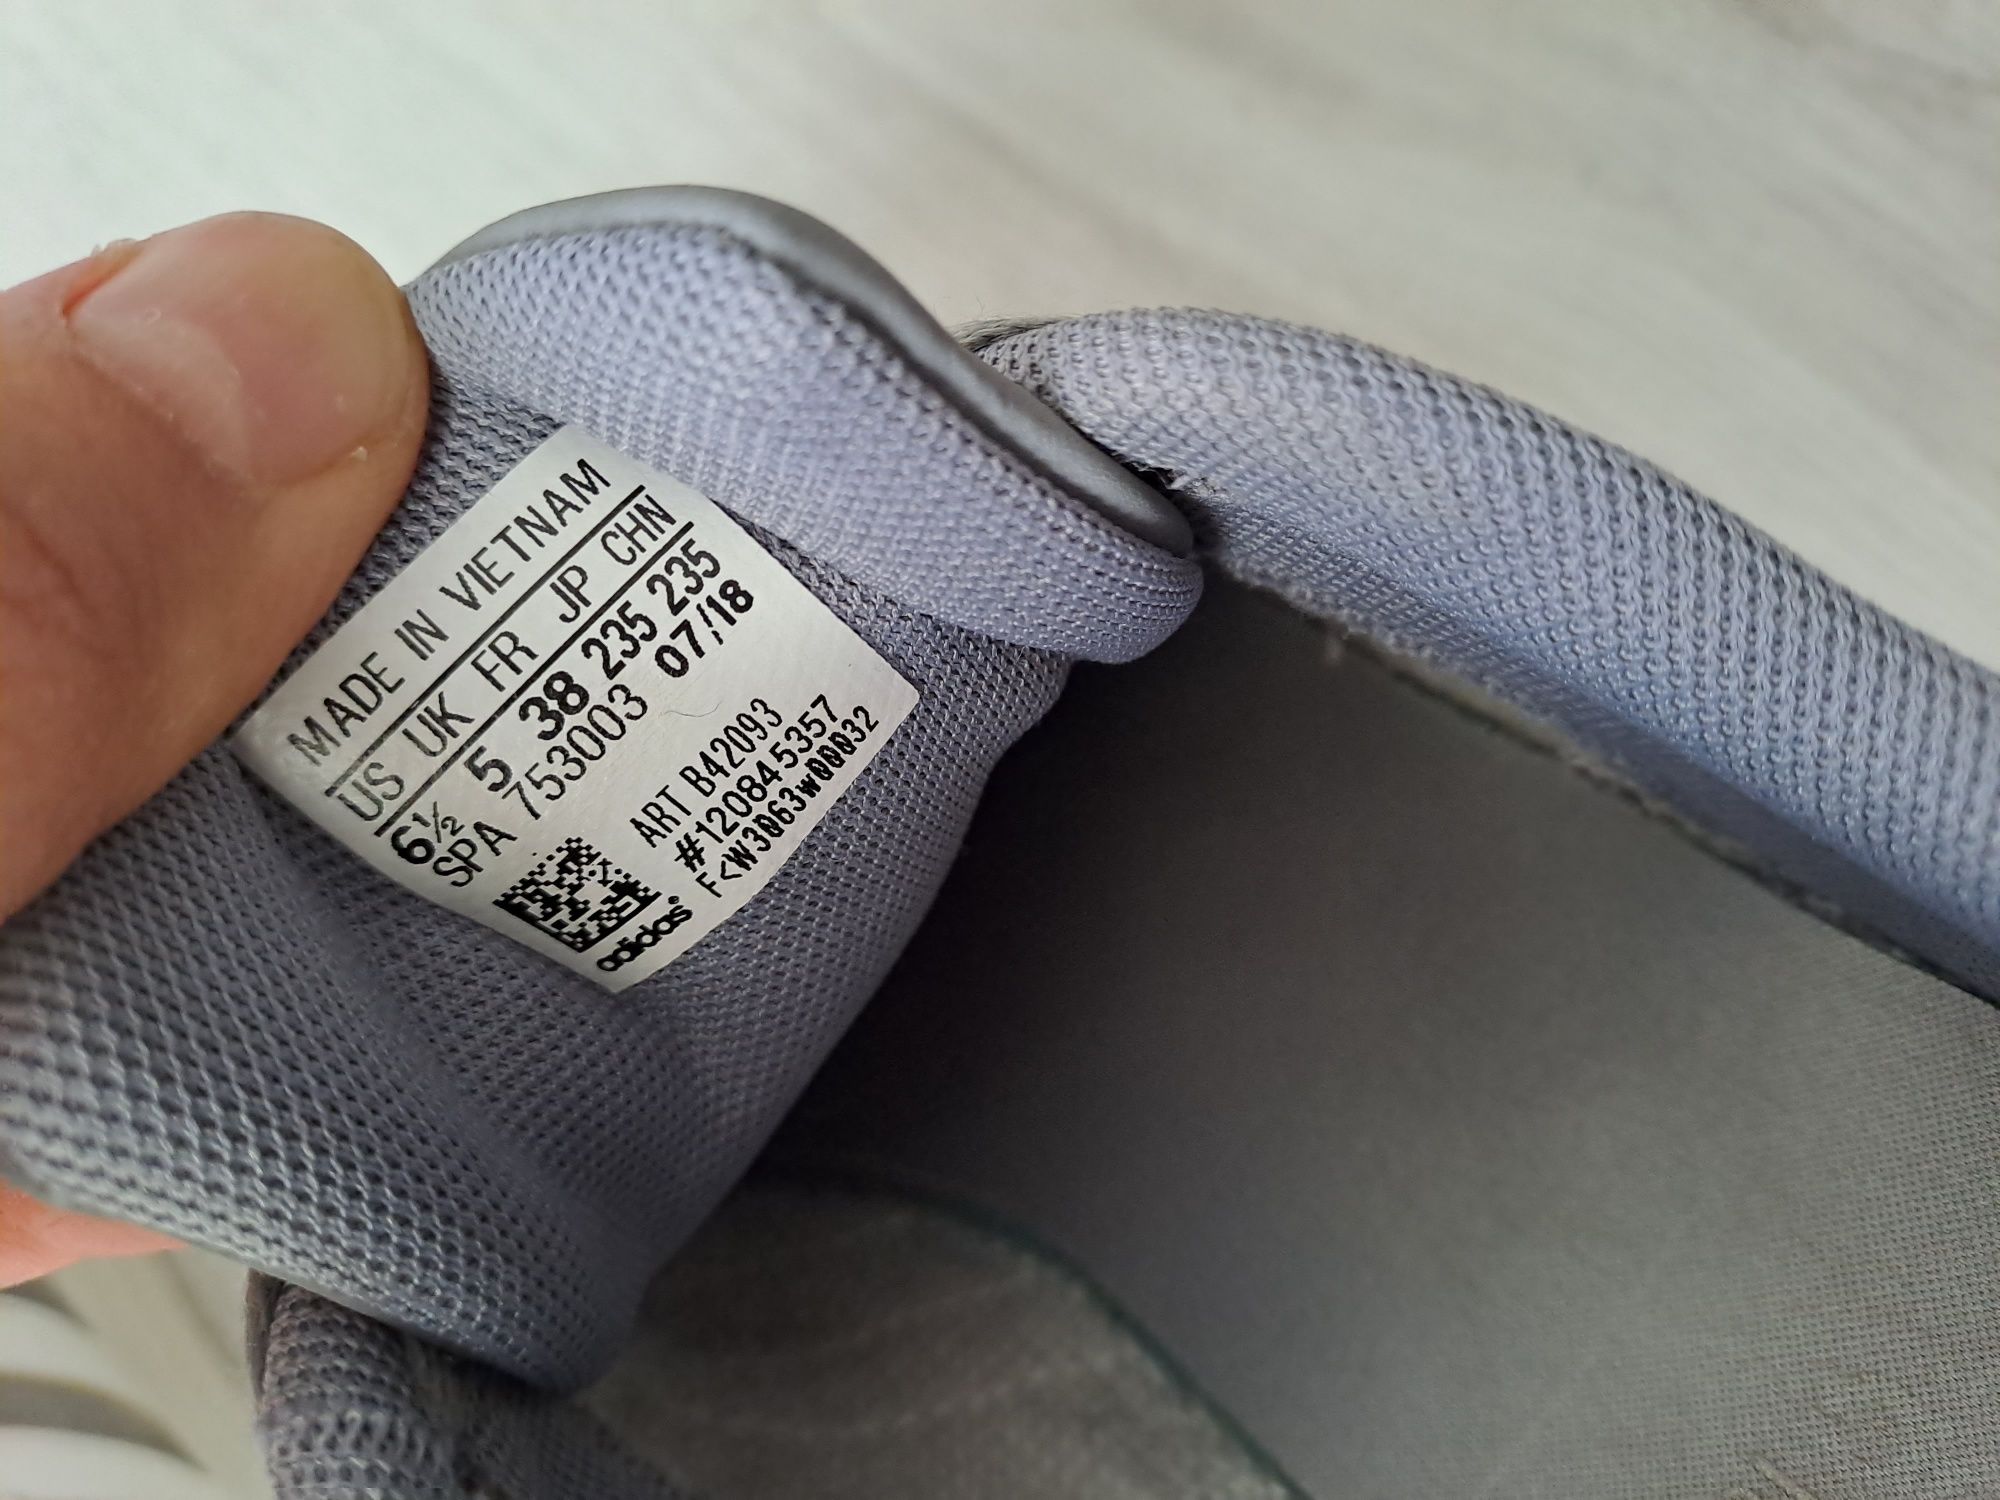 MADE IN VIETNAM
US UK FR JP CHN
6½ 5 38 235 235
SPA 753003 07/18
ART B42093
#120845357
F<W3063w00032
adidas